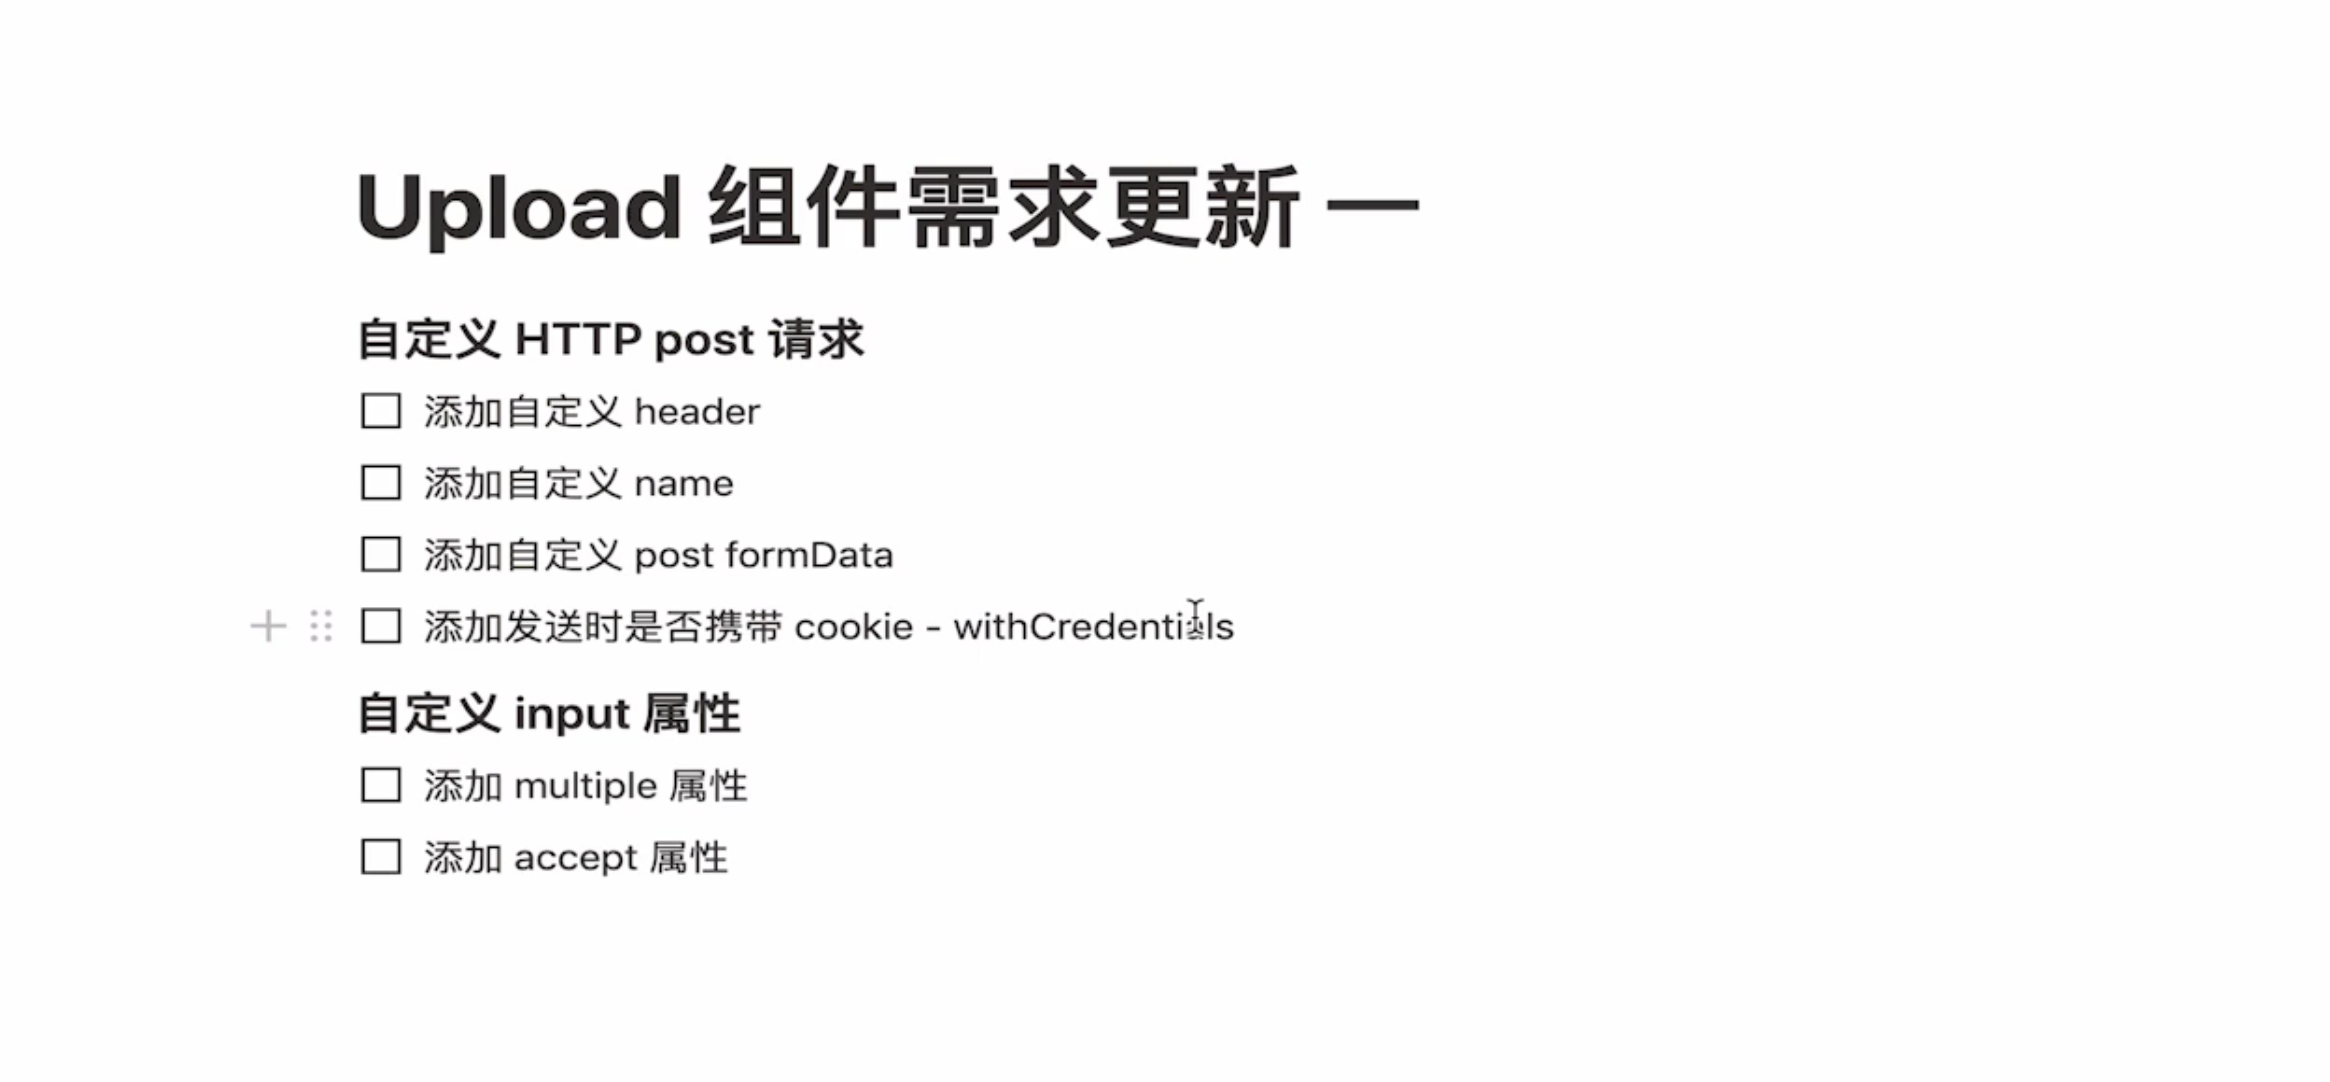 Upload 组件需求更新 一
自定义 HTTP post 请求
添加自定义 header
添加自定义 name
添加自定义 post formData
添加发送时是否携带 cookie - withCredentials
自定义 input 属性
添加 multiple 属性
添加 accept 属性